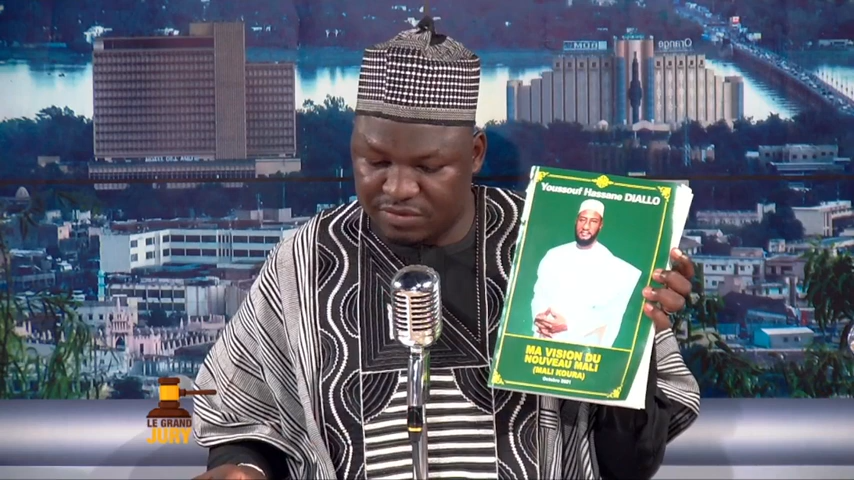 Orange
Youssouf Hassane DIALLO
MA VISION DU
NOUVEAU MALI
(MALI KOURA)
Octobre 2021
LE GRAND
JURY